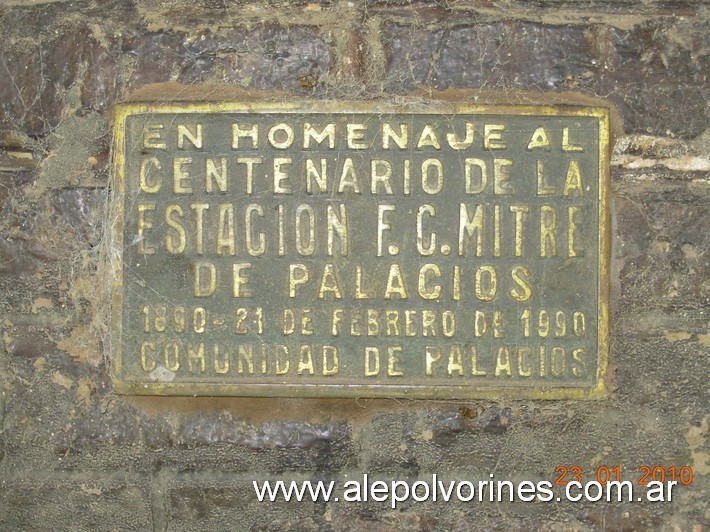 EN HOMENAJE AL
CENTENARIO DE LA
ESTACION F.C. MITRE
DE PALACIOS
1890-21 DE FEBRERO DE 1990
COMUNIDAD DE PALACIOS
23.01.2010
www.alepolvorines.com.ar